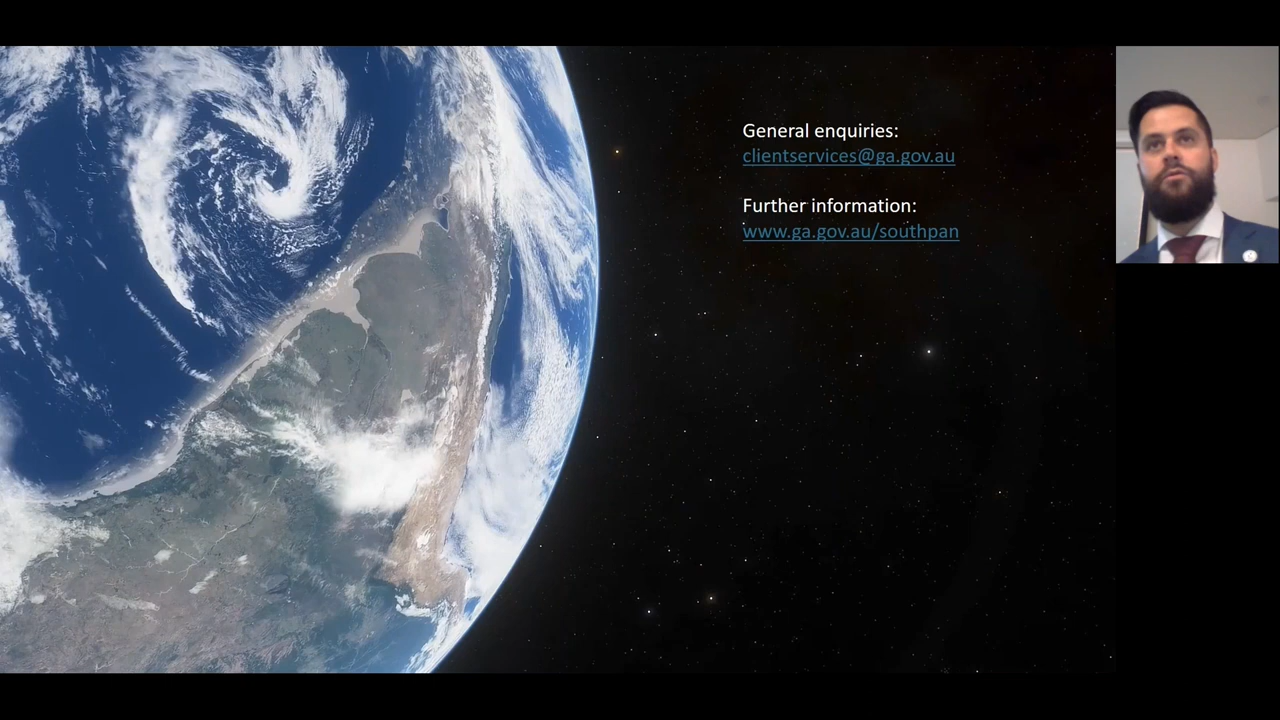 General enquiries:
clientservices@ga.gov.au
Further information:
www.ga.gov.au/southpan